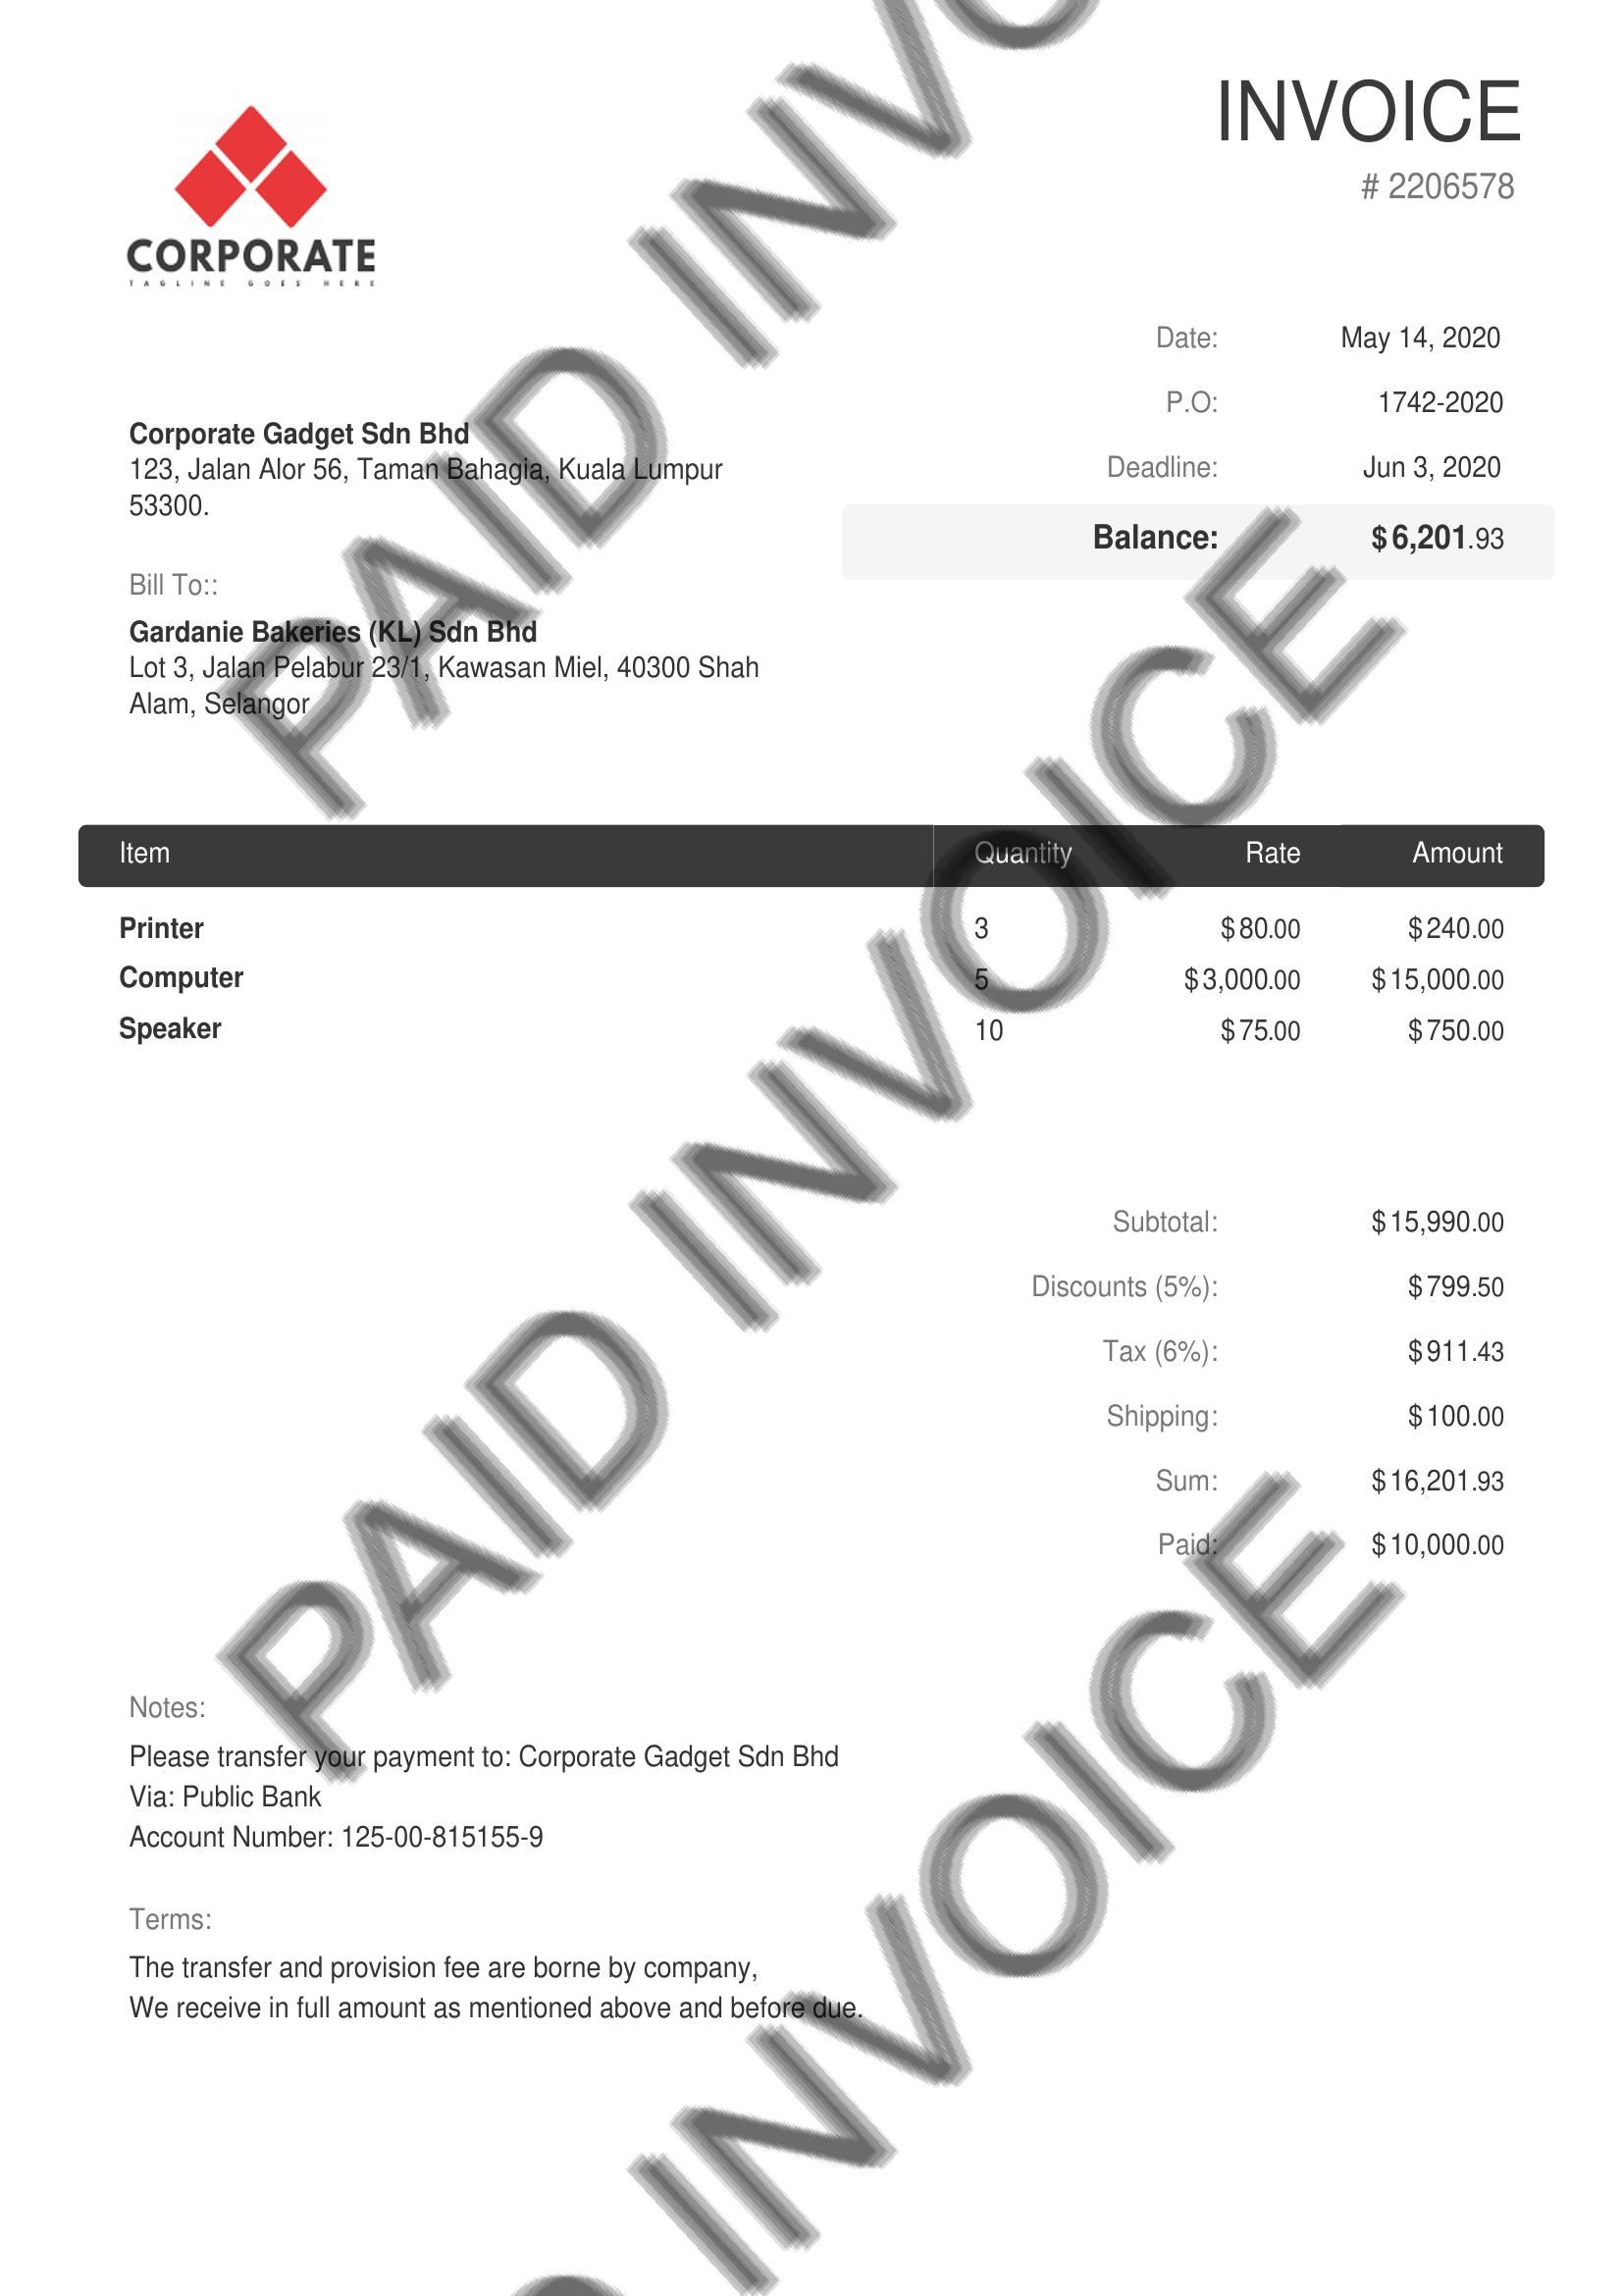 CORPORATE
TAGLINE GOES HERE
INVOICE
# 2206578
Date: May 14, 2020
P.O: 1742-2020
Deadline: Jun 3, 2020
Balance: $6,201.93
Corporate Gadget Sdn Bhd
123, Jalan Alor 56, Taman Bahagia, Kuala Lumpur
53300.
Bill To::
Gardanie Bakeries (KL) Sdn Bhd
Lot 3, Jalan Pelabur 23/1, Kawasan Miel, 40300 Shah
Alam, Selangor
Item Quantity Rate Amount
Printer 3 $80.00 $240.00
Computer 5 $3,000.00 $15,000.00
Speaker 10 $75.00 $750.00
Subtotal: $15,990.00
Discounts (5%): $799.50
Tax (6%): $911.43
Shipping: $100.00
Sum: $16,201.93
Paid: $10,000.00
Notes:
Please transfer your payment to: Corporate Gadget Sdn Bhd
Via: Public Bank
Account Number: 125-00-815155-9
Terms:
The transfer and provision fee are borne by company,
We receive in full amount as mentioned above and before due.
PAID INVO
PAID INVOICE
D INVOICE